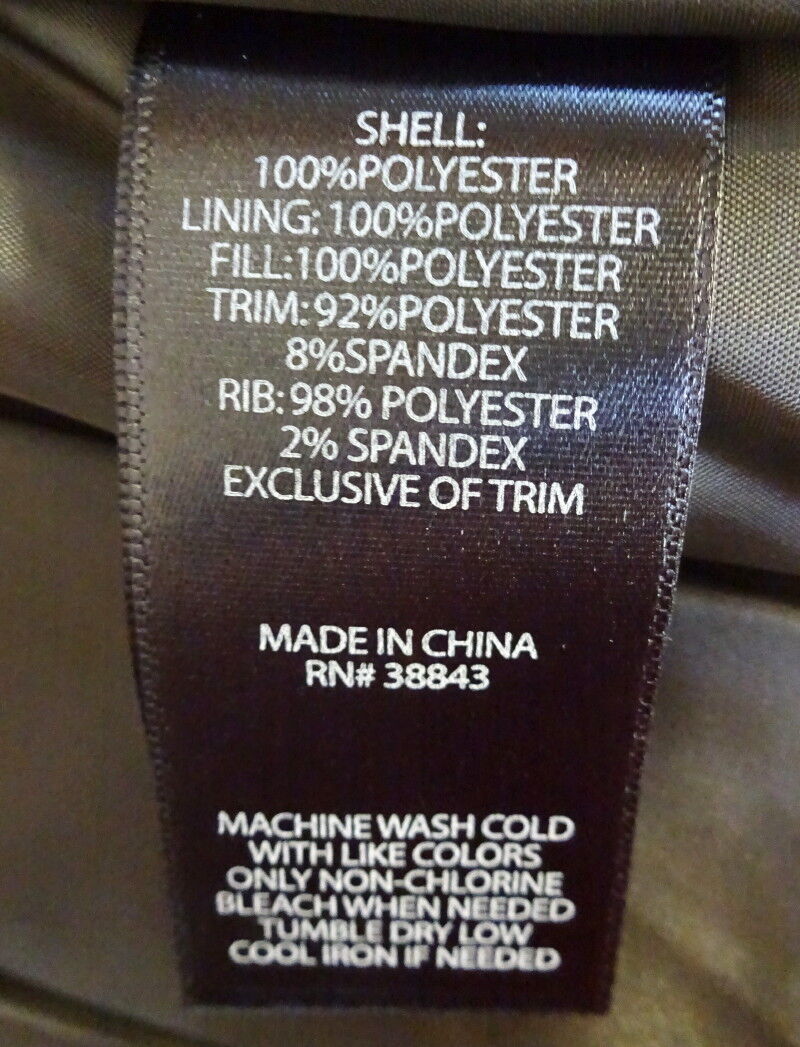 SHELL:
100%POLYESTER
LINING: 100%POLYESTER
FILL:100%POLYESTER
TRIM: 92%POLYESTER
8%SPANDEX
RIB: 98% POLYESTER
2% SPANDEX
EXCLUSIVE OF TRIM
MADE IN CHINA
RN# 38843
MACHINE WASH COLD
WITH LIKE COLORS
ONLY NON-CHLORINE
BLEACH WHEN NEEDED
TUMBLE DRY LOW
COOL IRON IF NEEDED